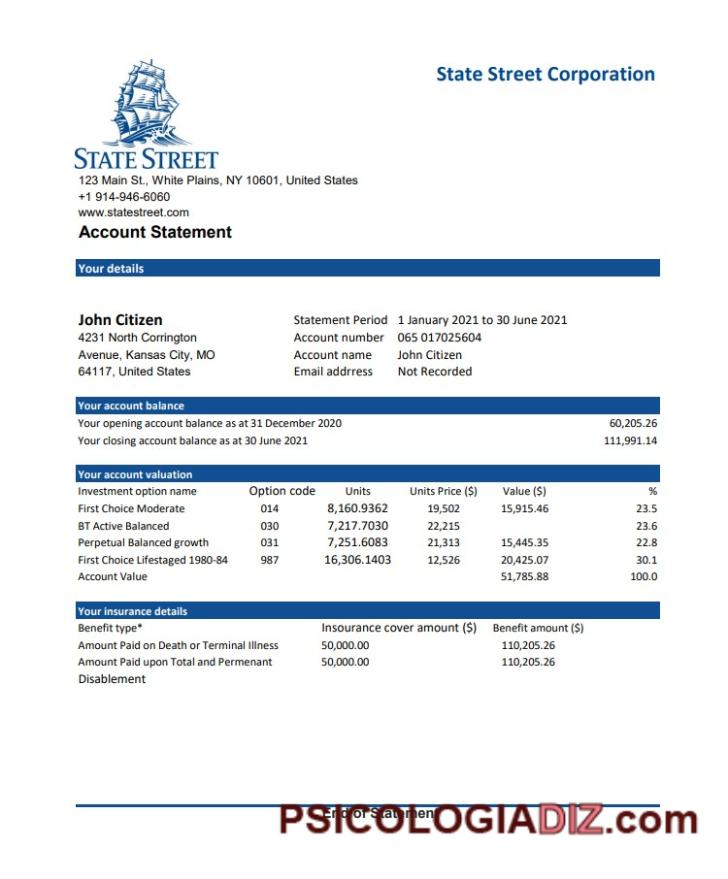 State Street Corporation
STATE STREET
123 Main St., White Plains, NY 10601, United States
+1 914-946-6060
www.statestreet.com
Account Statement
Your details
John Citizen
4231 North Corrington
Avenue, Kansas City, MO
64117, United States
Statement Period 1 January 2021 to 30 June 2021
Account number 065 017025604
Account name John Citizen
Email addrress Not Recorded
Your account balance
Your opening account balance as at 31 December 2020 60,205.26
Your closing account balance as at 30 June 2021 111,991.14
Your account valuation
Investment option name Option code Units Units Price ($) Value ($) %
First Choice Moderate 014 8,160.9362 19,502 15,915.46 23.5
BT Active Balanced 030 7,217.7030 22,215 23.6
Perpetual Balanced growth 031 7,251.6083 21,313 15,445.35 22.8
First Choice Lifestaged 1980-84 987 16,306.1403 12,526 20,425.07 30.1
Account Value 51,785.88 100.0
Your insurance details
Benefit type* Insourance cover amount ($) Benefit amount ($)
Amount Paid on Death or Terminal Illness 50,000.00 110,205.26
Amount Paid upon Total and Permenant 50,000.00 110,205.26
Disablement
End of Statement
PSICOLOGIADIZ.com